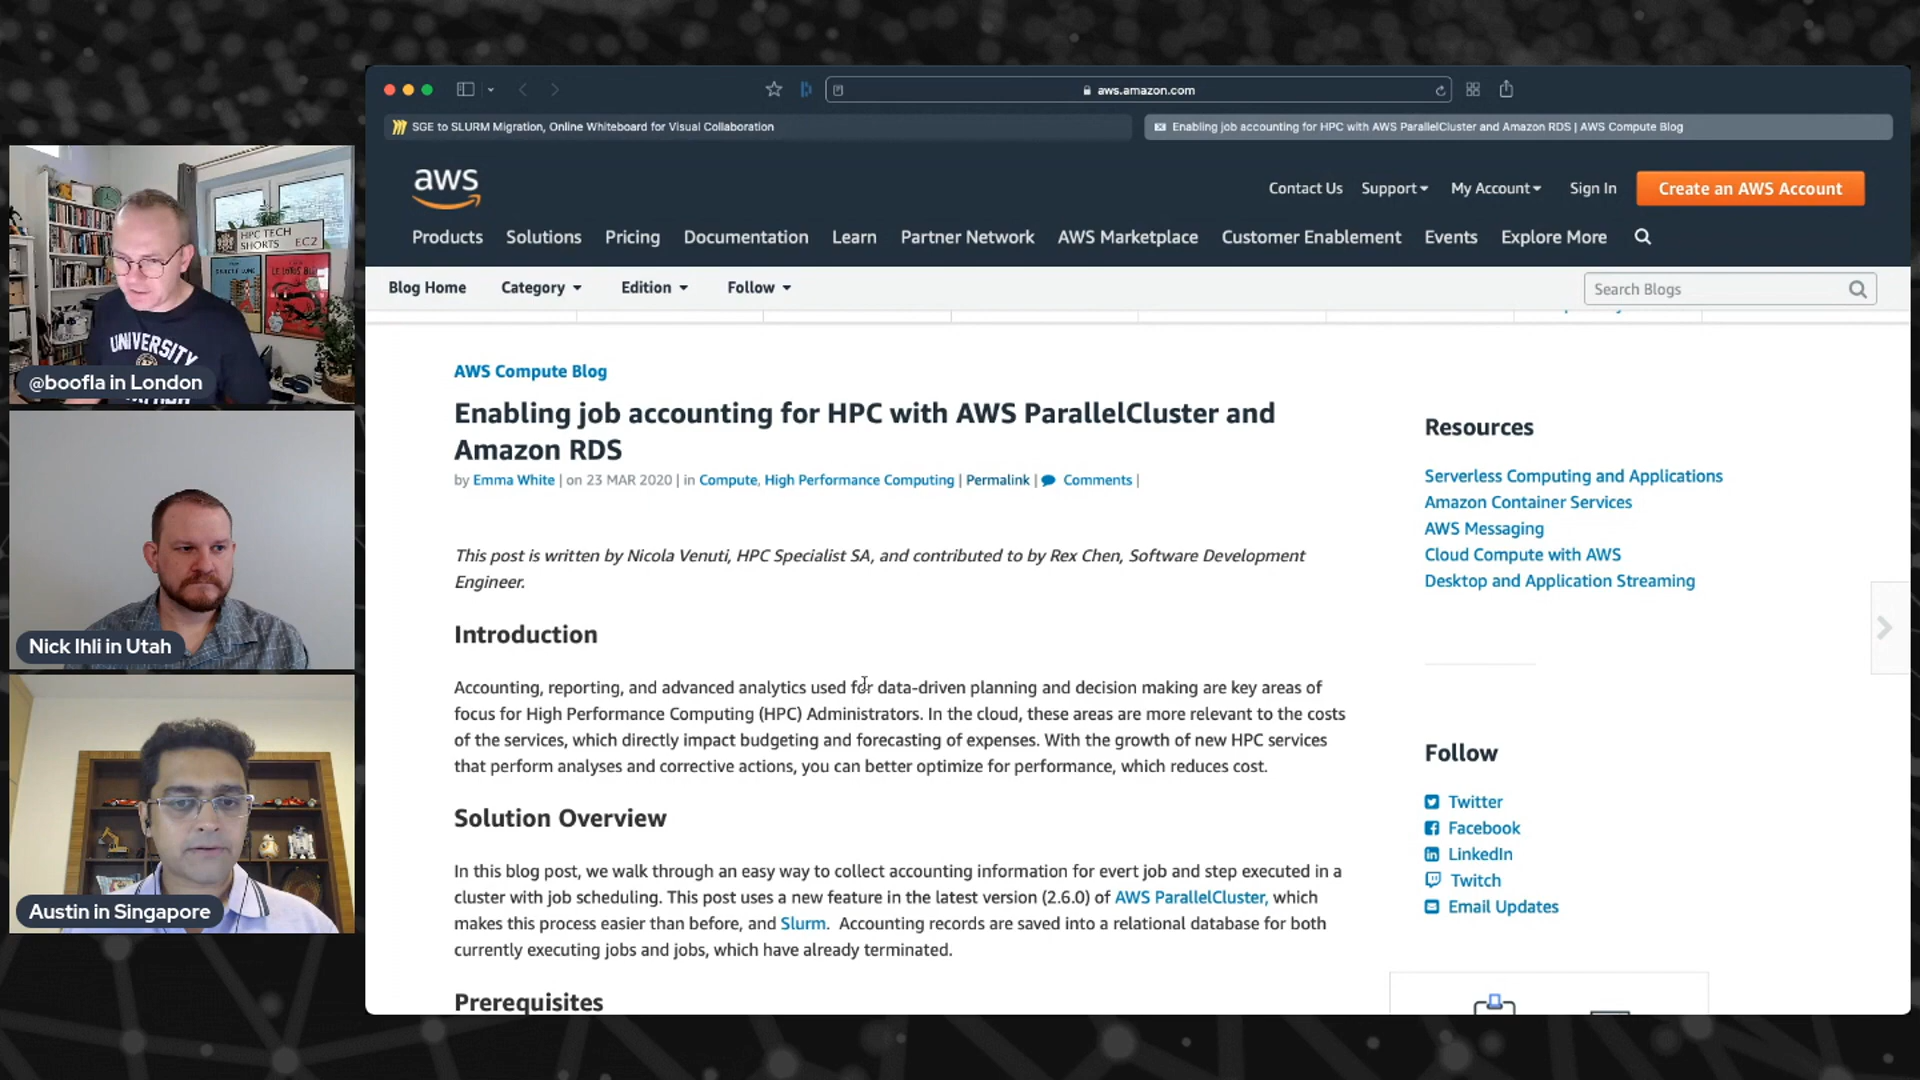 aws.amazon.com
SGE to SLURM Migration, Online Whiteboard for Visual Collaboration
Enabling job accounting for HPC with AWS ParallelCluster and Amazon RDS | AWS Compute Blog
aws
Contact Us Support My Account Sign In Create an AWS Account
Products Solutions Pricing Documentation Learn Partner Network AWS Marketplace Customer Enablement Events Explore More
Blog Home Category Edition Follow Search Blogs
HPC TECH
SHORTS EC2
UNIVERSITY
@boofla in London
Nick Ihli in Utah
Austin in Singapore
AWS Compute Blog
Enabling job accounting for HPC with AWS ParallelCluster and
Amazon RDS
by Emma White | on 23 MAR 2020 | in Compute, High Performance Computing | Permalink | Comments |
This post is written by Nicola Venuti, HPC Specialist SA, and contributed to by Rex Chen, Software Development
Engineer.
Introduction
Accounting, reporting, and advanced analytics used for data-driven planning and decision making are key areas of
focus for High Performance Computing (HPC) Administrators. In the cloud, these areas are more relevant to the costs
of the services, which directly impact budgeting and forecasting of expenses. With the growth of new HPC services
that perform analyses and corrective actions, you can better optimize for performance, which reduces cost.
Solution Overview
In this blog post, we walk through an easy way to collect accounting information for evert job and step executed in a
cluster with job scheduling. This post uses a new feature in the latest version (2.6.0) of AWS ParallelCluster, which
makes this process easier than before, and Slurm. Accounting records are saved into a relational database for both
currently executing jobs and jobs, which have already terminated.
Prerequisites
Resources
Serverless Computing and Applications
Amazon Container Services
AWS Messaging
Cloud Compute with AWS
Desktop and Application Streaming
Follow
Twitter
Facebook
LinkedIn
Twitch
Email Updates